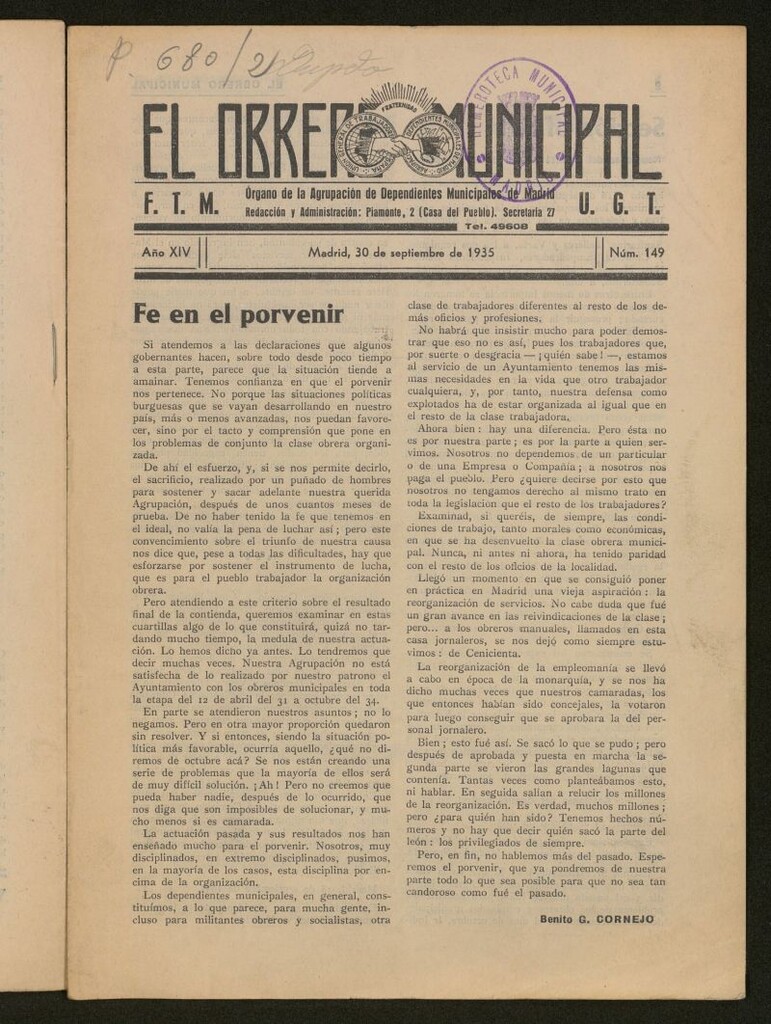 P. 680/2
EL OBRERO MUNICIPAL
FRATERNIDAD
UNION GENERAL DE TRABAJADORES
ESPAÑA
HEMEROTECA MUNICIPAL
MADRID
F. T. M.
Órgano de la Agrupación de Dependientes Municipales de Madrid
Redacción y Administración: Piamonte, 2 (Casa del Pueblo). Secretaría 27
U. G. T.
Tel. 49608
Año XIV
Madrid, 30 de septiembre de 1935
Núm. 149
Fe en el porvenir
Si atendemos a las declaraciones que algunos
gobernantes hacen, sobre todo desde poco tiempo
a esta parte, parece que la situación tiende a
amainar. Tenemos confianza en que el porvenir
nos pertenece. No porque las situaciones políticas
burguesas que se vayan desarrollando en nuestro
país, más o menos avanzadas, nos puedan favore-
cer, sino por el tacto y comprensión que pone en
los problemas de conjunto la clase obrera organi-
zada.
De ahí el esfuerzo, y, si se nos permite decirlo,
el sacrificio, realizado por un puñado de hombres
para sostener y sacar adelante nuestra querida
Agrupación, después de unos cuantos meses de
prueba. De no haber tenido la fe que tenemos en
el ideal, no valía la pena de luchar así; pero este
convencimiento sobre el triunfo de nuestra causa
nos dice que, pese a todas las dificultades, hay que
esforzarse por sostener el instrumento de lucha,
que es para el pueblo trabajador la organización
obrera.
Pero atendiendo a este criterio sobre el resultado
final de la contienda, queremos examinar en estas
cuartillas algo de lo que constituirá, quizá no tar-
dando mucho tiempo, la medula de nuestra actua-
ción. Lo hemos dicho ya antes. Lo tendremos que
decir muchas veces. Nuestra Agrupación no está
satisfecha de lo realizado por nuestro patrono el
Ayuntamiento con los obreros municipales en toda
la etapa del 12 de abril del 31 a octubre del 34.
En parte se atendieron nuestros asuntos; no lo
negamos. Pero en otra mayor proporción quedaron
sin resolver. Y si entonces, siendo la situación po-
lítica más favorable, ocurría aquello, ¿qué no di-
remos de octubre acá? Se nos están creando una
serie de problemas que la mayoría de ellos será
de muy difícil solución. ¡Ah! Pero no creemos que
pueda haber nadie, después de lo ocurrido, que
nos diga que son imposibles de solucionar, y mu-
cho menos si es camarada.
La actuación pasada y sus resultados nos han
enseñado mucho para el porvenir. Nosotros, muy
disciplinados, en extremo disciplinados, pusimos,
en la mayoría de los casos, esta disciplina por en-
cima de la organización.
Los dependientes municipales, en general, cons-
tituímos, a lo que parece, para mucha gente, in-
cluso para militantes obreros y socialistas, otra
clase de trabajadores diferentes al resto de los de-
más oficios y profesiones.
No habrá que insistir mucho para poder demos-
trar que eso no es así, pues los trabajadores que,
por suerte o desgracia — ¡quién sabe! —, estamos
al servicio de un Ayuntamiento tenemos las mis-
mas necesidades en la vida que otro trabajador
cualquiera, y, por tanto, nuestra defensa como
explotados ha de estar organizada al igual que en
el resto de la clase trabajadora.
Ahora bien: hay una diferencia. Pero ésta no
es por nuestra parte; es por la parte a quien ser-
vimos. Nosotros no dependemos de un particular
o de una Empresa o Compañía; a nosotros nos
paga el pueblo. Pero ¿quiere decirse por esto que
nosotros no tengamos derecho al mismo trato en
toda la legislación que el resto de los trabajadores?
Examinad, si queréis, de siempre, las condi-
ciones de trabajo, tanto morales como económicas,
en que se ha desenvuelto la clase obrera munici-
pal. Nunca, ni antes ni ahora, ha tenido paridad
con el resto de los oficios de la localidad.
Llegó un momento en que se consiguió poner
en práctica en Madrid una vieja aspiración: la
reorganización de servicios. No cabe duda que fué
un gran avance en las reivindicaciones de la clase;
pero... a los obreros manuales, llamados en esta
casa jornaleros, se nos dejó como siempre estu-
vimos: de Cenicienta.
La reorganización de la empleomanía se llevó
a cabo en época de la monarquía, y se nos ha
dicho muchas veces que nuestros camaradas, los
que entonces habían sido concejales, la votaron
para luego conseguir que se aprobara la del per-
sonal jornalero.
Bien; esto fué así. Se sacó lo que se pudo; pero
después de aprobada y puesta en marcha la se-
gunda parte se vieron las grandes lagunas que
contenía. Tantas veces como planteábamos esto,
ni hablar. En seguida salían a relucir los millones
de la reorganización. Es verdad, muchos millones;
pero ¿para quién han sido? Tenemos hechos nú-
meros y no hay que decir quién sacó la parte del
león: los privilegiados de siempre.
Pero, en fin, no hablemos más del pasado. Espe-
remos el porvenir, que ya pondremos de nuestra
parte todo lo que sea posible para que no sea tan
candoroso como fué el pasado.
Benito G. CORNEJO